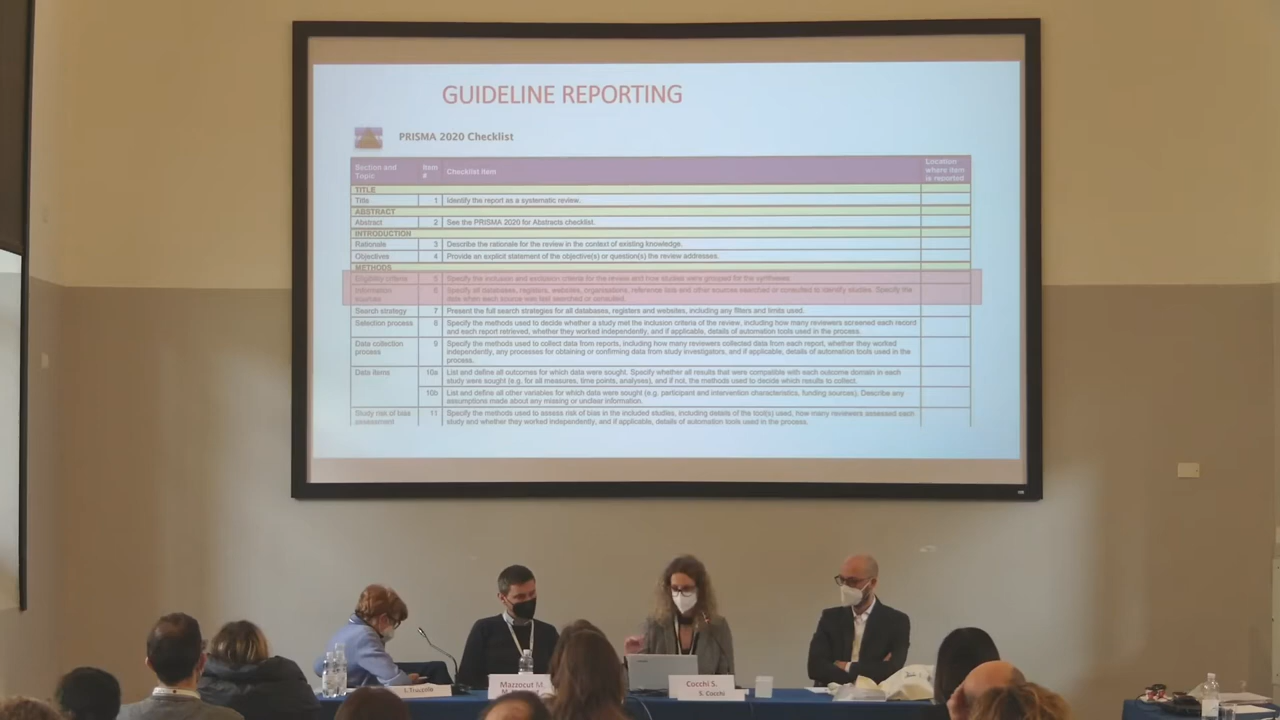 GUIDELINE REPORTING
PRISMA 2020 Checklist
Section and Topic Item # Checklist item Location where item is reported
TITLE
Title 1 Identify the report as a systematic review.
ABSTRACT
Abstract 2 See the PRISMA 2020 for Abstracts checklist.
INTRODUCTION
Rationale 3 Describe the rationale for the review in the context of existing knowledge.
Objectives 4 Provide an explicit statement of the objective(s) or question(s) the review addresses.
METHODS
Eligibility criteria 5 Specify the inclusion and exclusion criteria for the review and how studies were grouped for the syntheses.
Information sources 6 Specify all databases, registers, websites, organisations, reference lists and other sources searched or consulted to identify studies. Specify the
date when each source was last searched or consulted.
Search strategy 7 Present the full search strategies for all databases, registers and websites, including any filters and limits used.
Selection process 8 Specify the methods used to decide whether a study met the inclusion criteria of the review, including how many reviewers screened each record
and each report retrieved, whether they worked independently, and if applicable, details of automation tools used in the process.
Data collection process 9 Specify the methods used to collect data from reports, including how many reviewers collected data from each report, whether they worked
independently, any processes for obtaining or confirming data from study investigators, and if applicable, details of automation tools used in the
process.
Data items 10a List and define all outcomes for which data were sought. Specify whether all results that were compatible with each outcome domain in each
study were sought (e.g. for all measures, time points, analyses), and if not, the methods used to decide which results to collect.
10b List and define all other variables for which data were sought (e.g. participant and intervention characteristics, funding sources). Describe any
assumptions made about any missing or unclear information.
Study risk of bias assessment 11 Specify the methods used to assess risk of bias in the included studies, including details of the tool(s) used, how many reviewers assessed each
study and whether they worked independently, and if applicable, details of automation tools used in the process.
Mazzocut M.
Cocchi S.
S. Cocchi